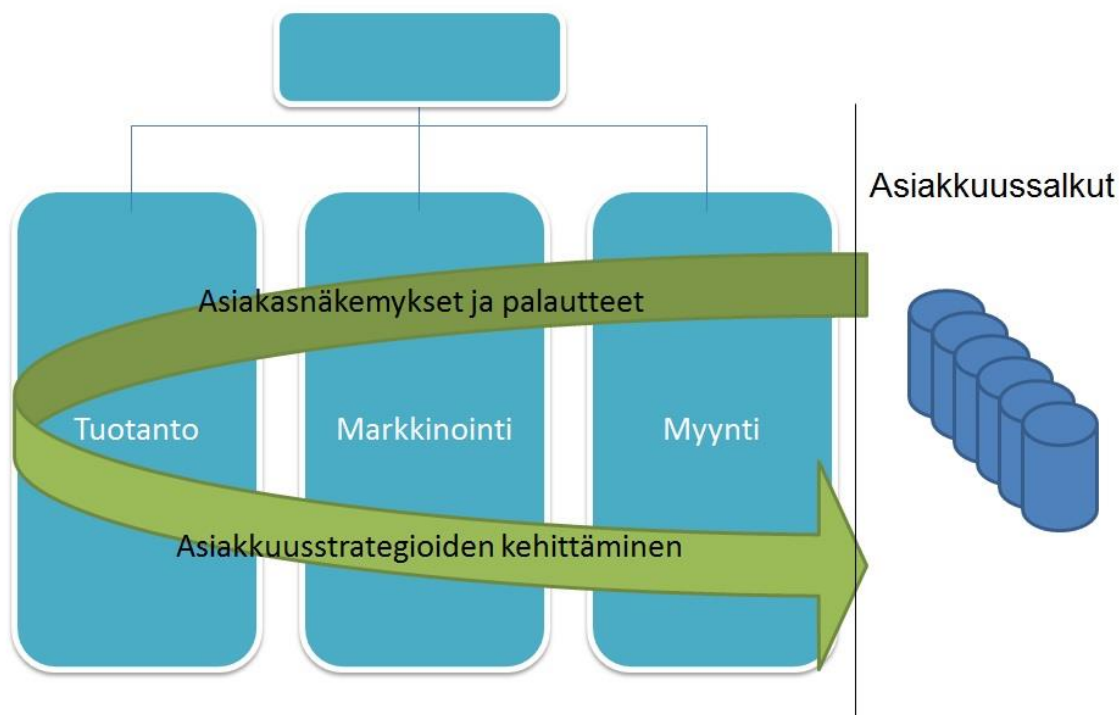 Asiakkuussalkut
Asiakasnäkemykset ja palautteet
Tuotanto
Markkinointi
Myynti
Asiakkuusstrategioiden kehittäminen